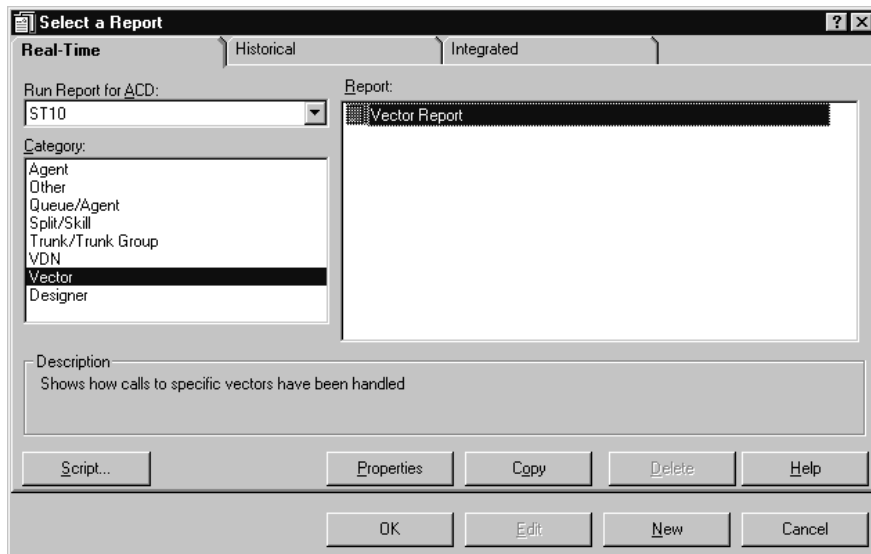 Select a Report
Real-Time Historical Integrated
Run Report for ACD:
ST10
Category:
Agent
Other
Queue/Agent
Split/Skill
Trunk/Trunk Group
VDN
Vector
Designer
Report:
Vector Report
Description
Shows how calls to specific vectors have been handled
Script... Properties Copy Delete Help
OK Edit New Cancel